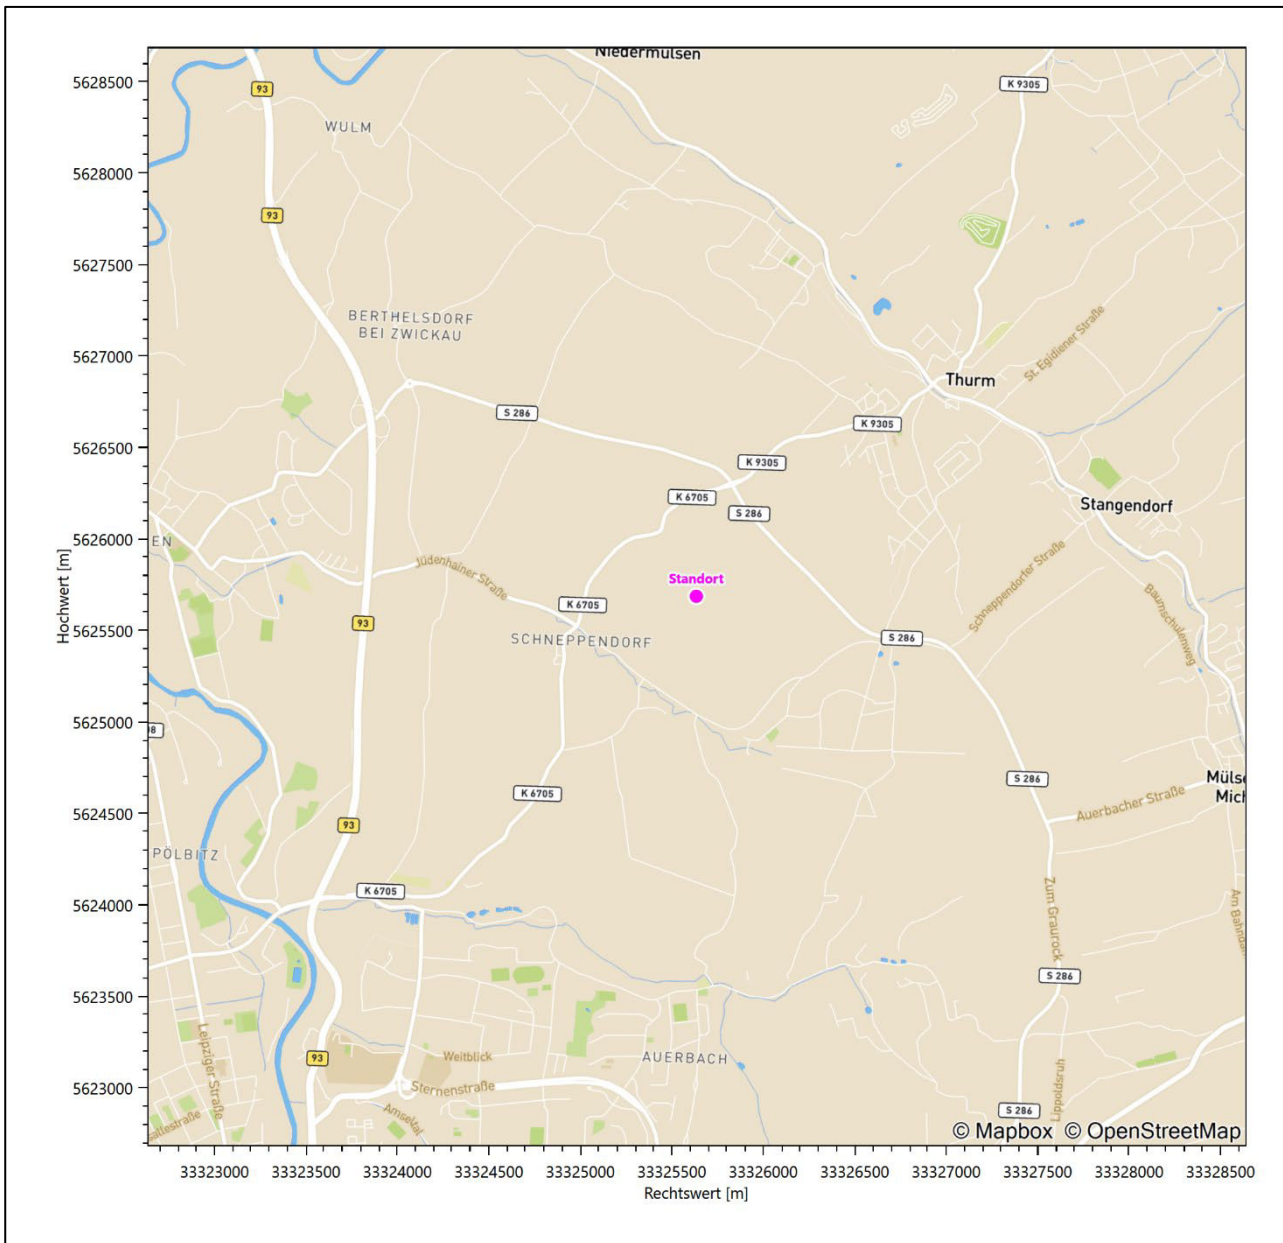 Niedermülsen
5628500
93
K 9305
WULM
5628000
93
5627500
BERTHELSDORF
BEI ZWICKAU
St. Egidiener Straße
5627000
Thurm
S 286
K 9305
5626500
K 9305
K 6705
S 286
Stangendorf
5626000
EN
Jüdenhainer Straße
Standort
Schneppendorfer Straße
Baumschulenweg
K 6705
93
5625500
SCHNEPPENDORF
S 286
Hochwert [m]
5625000
S 286
K 6705
Auerbacher Straße
5624500
93
PÖLBITZ
K 6705
5624000
Zum Graurock
5623500
S 286
Leipziger Straße
93
Weitblick
AUERBACH
5623000
Sternenstraße
Lippoldsruh
S 286
© Mapbox © OpenStreetMap
33323000 33323500 33324000 33324500 33325000 33325500 33326000 33326500 33327000 33327500 33328000 33328500
Rechtswert [m]